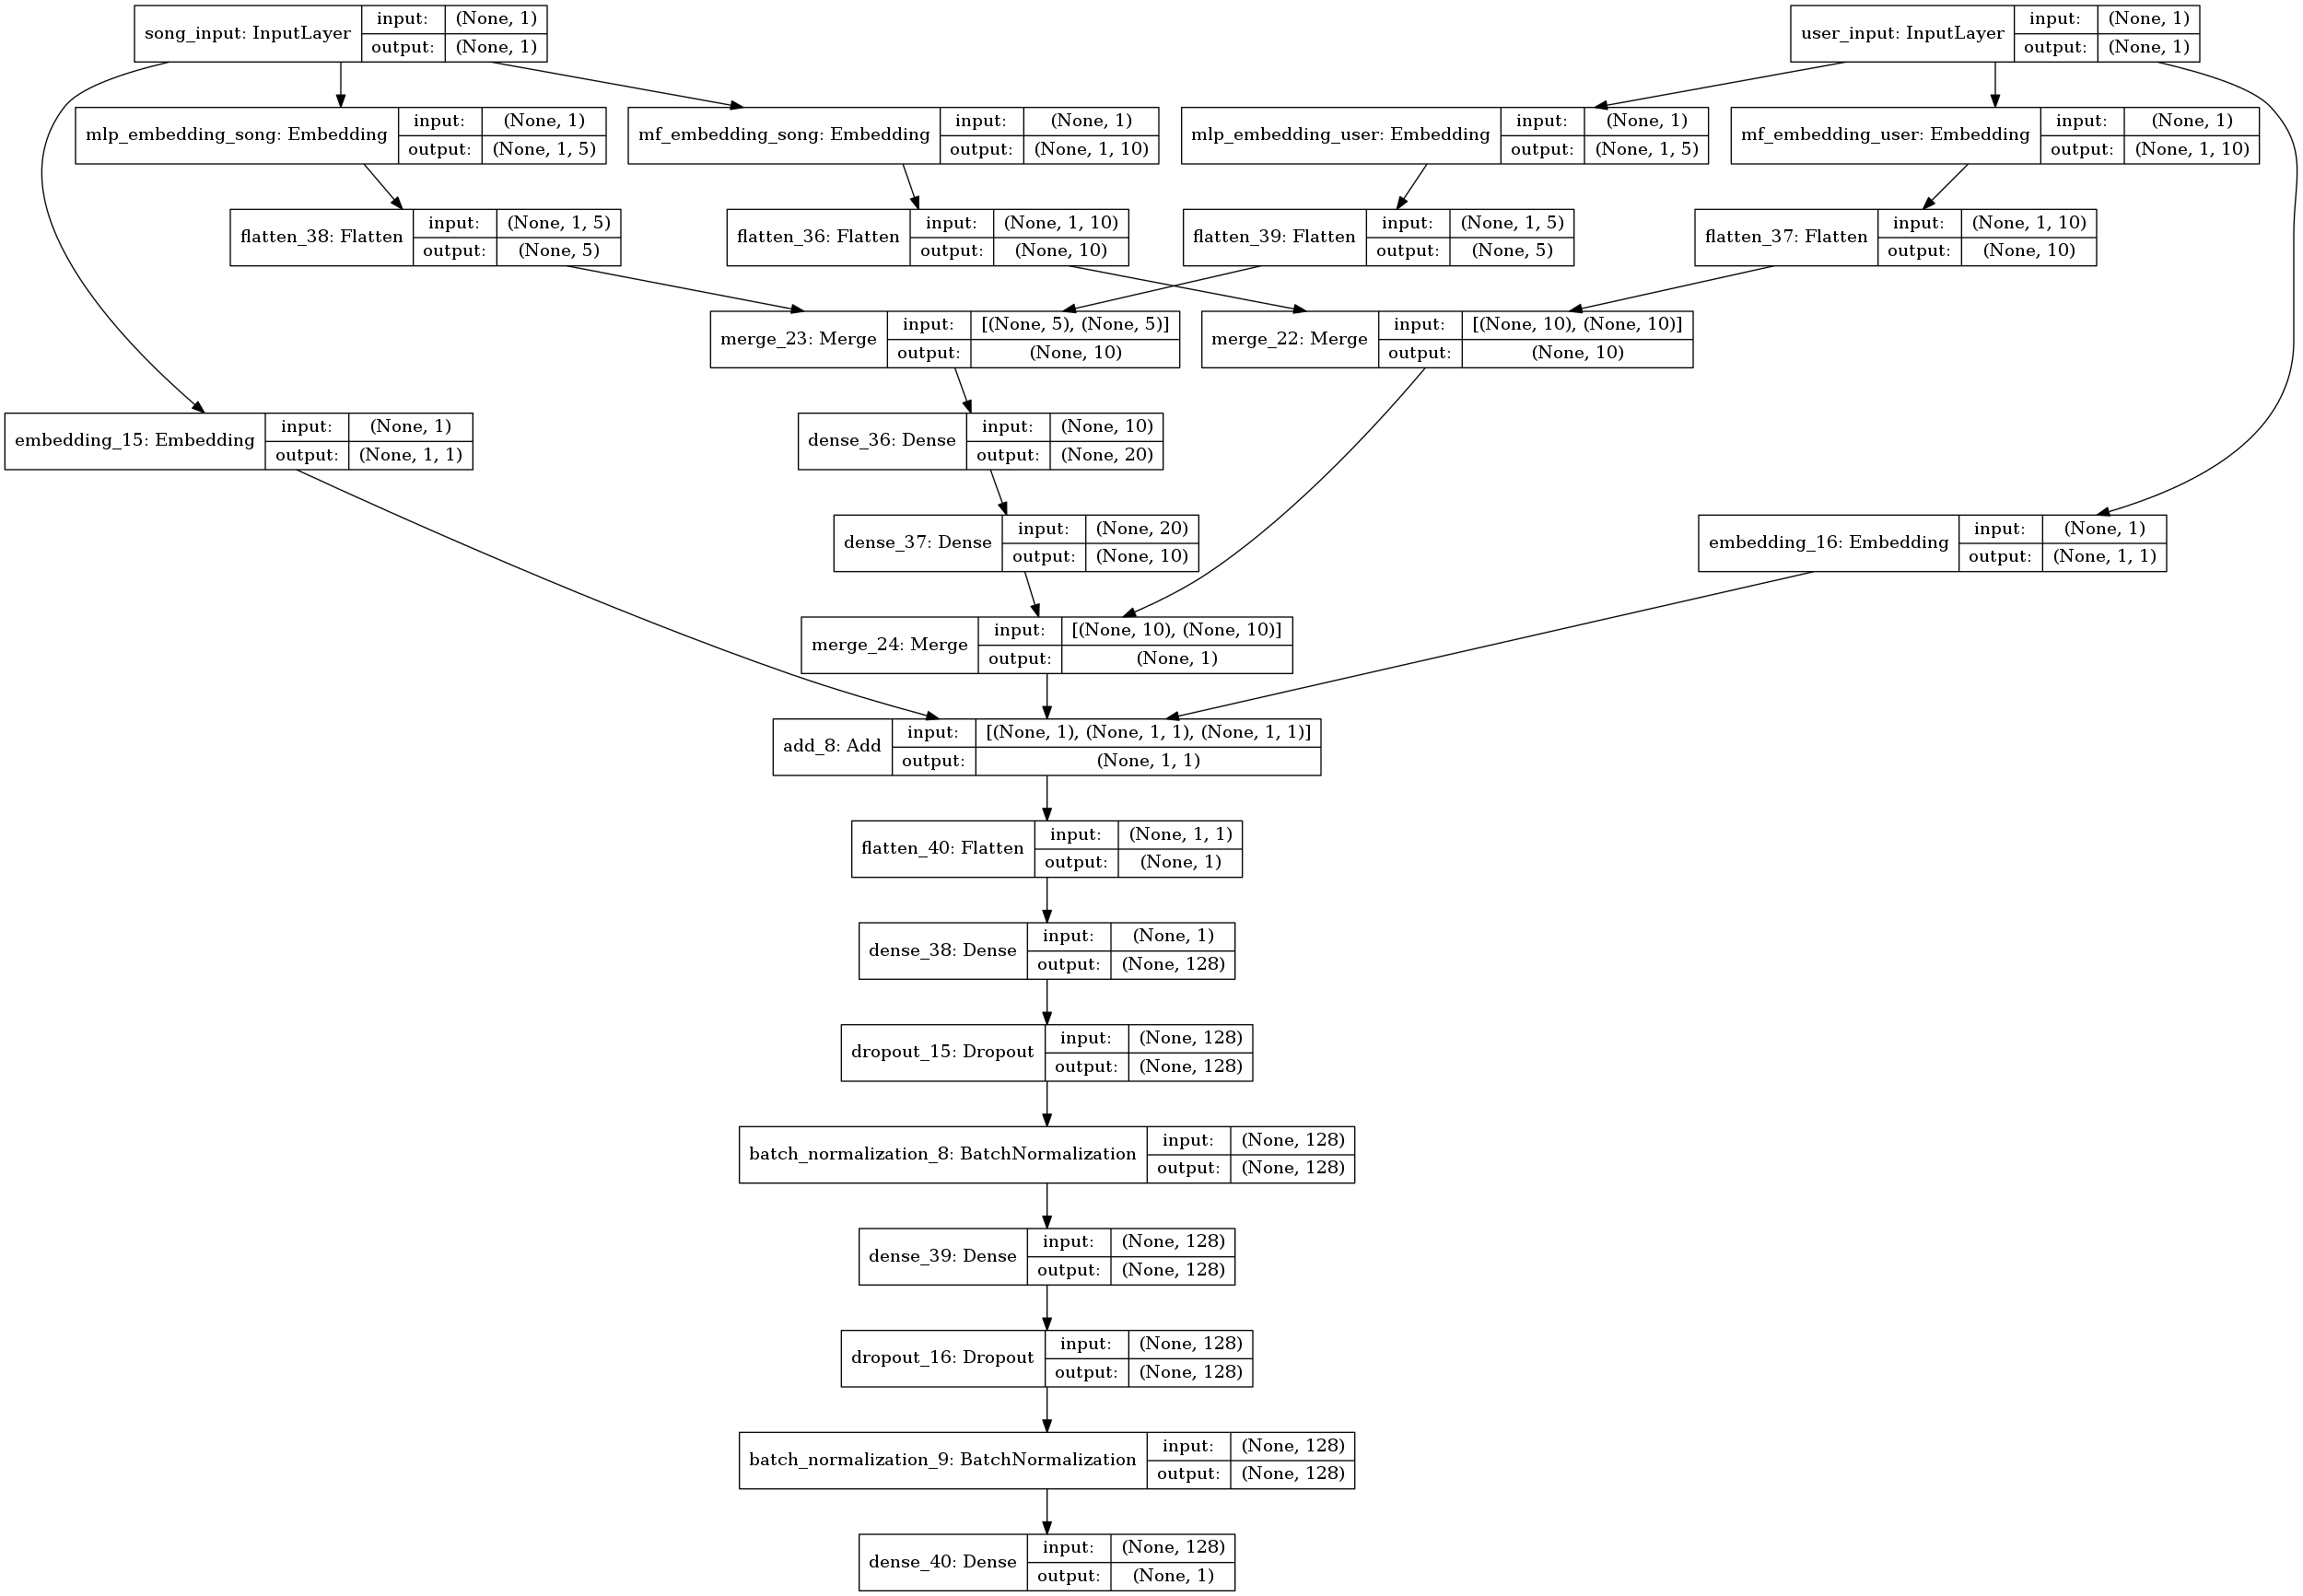 song_input: InputLayer
input:
(None, 1)
output:
(None, 1)
user_input: InputLayer
input:
(None, 1)
output:
(None, 1)
mlp_embedding_song: Embedding
input:
(None, 1)
output:
(None, 1, 5)
mf_embedding_song: Embedding
input:
(None, 1)
output:
(None, 1, 10)
mlp_embedding_user: Embedding
input:
(None, 1)
output:
(None, 1, 5)
mf_embedding_user: Embedding
input:
(None, 1)
output:
(None, 1, 10)
flatten_38: Flatten
input:
(None, 1, 5)
output:
(None, 5)
flatten_36: Flatten
input:
(None, 1, 10)
output:
(None, 10)
flatten_39: Flatten
input:
(None, 1, 5)
output:
(None, 5)
flatten_37: Flatten
input:
(None, 1, 10)
output:
(None, 10)
merge_23: Merge
input:
[(None, 5), (None, 5)]
output:
(None, 10)
merge_22: Merge
input:
[(None, 10), (None, 10)]
output:
(None, 10)
embedding_15: Embedding
input:
(None, 1)
output:
(None, 1, 1)
dense_36: Dense
input:
(None, 10)
output:
(None, 20)
dense_37: Dense
input:
(None, 20)
output:
(None, 10)
embedding_16: Embedding
input:
(None, 1)
output:
(None, 1, 1)
merge_24: Merge
input:
[(None, 10), (None, 10)]
output:
(None, 1)
add_8: Add
input:
[(None, 1), (None, 1, 1), (None, 1, 1)]
output:
(None, 1, 1)
flatten_40: Flatten
input:
(None, 1, 1)
output:
(None, 1)
dense_38: Dense
input:
(None, 1)
output:
(None, 128)
dropout_15: Dropout
input:
(None, 128)
output:
(None, 128)
batch_normalization_8: BatchNormalization
input:
(None, 128)
output:
(None, 128)
dense_39: Dense
input:
(None, 128)
output:
(None, 128)
dropout_16: Dropout
input:
(None, 128)
output:
(None, 128)
batch_normalization_9: BatchNormalization
input:
(None, 128)
output:
(None, 128)
dense_40: Dense
input:
(None, 128)
output:
(None, 1)